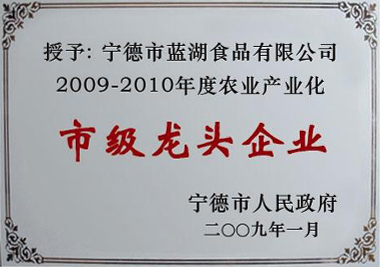 授予: 宁德市蓝湖食品有限公司
2009-2010年度农业产业化
市级龙头企业
宁德市人民政府
二〇〇九年一月